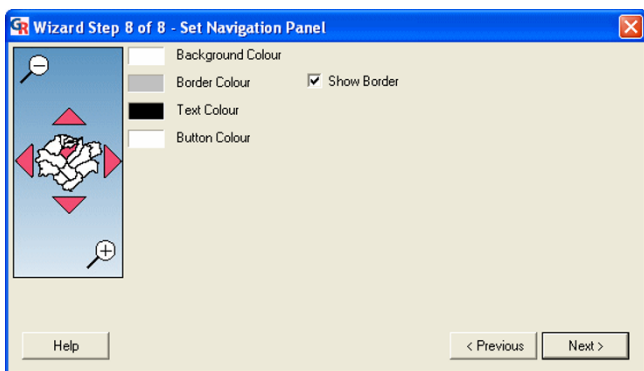 GR Wizard Step 8 of 8 - Set Navigation Panel
Background Colour
Border Colour Show Border
Text Colour
Button Colour
Help < Previous Next >